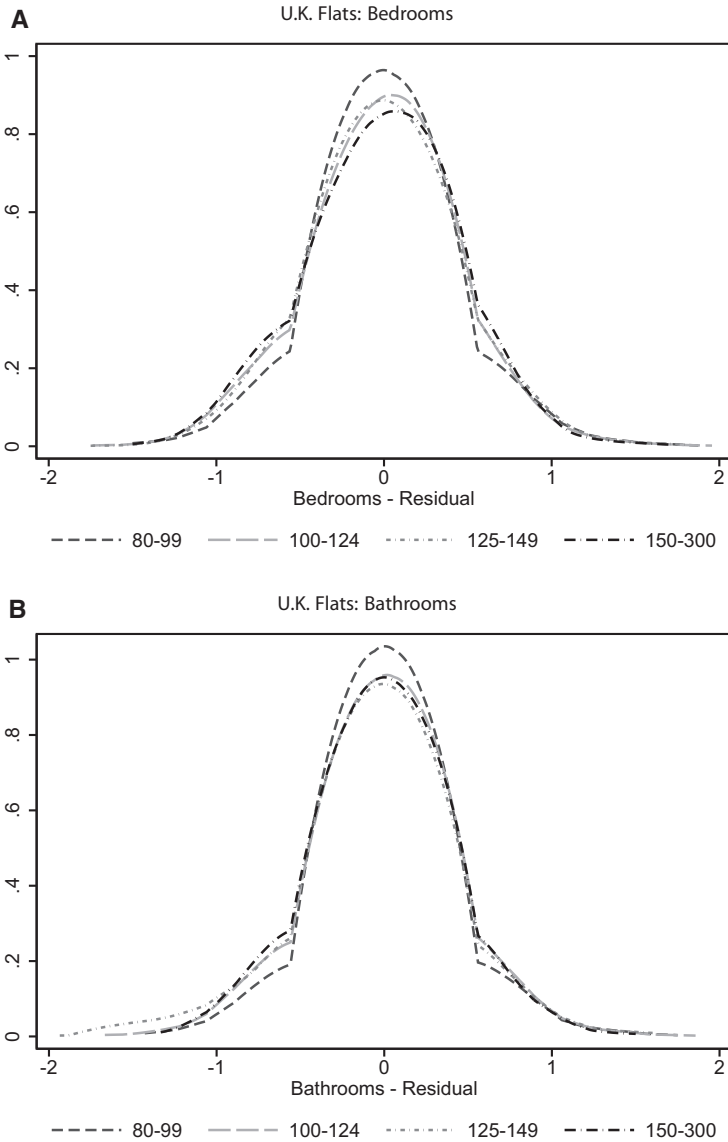 A
U.K. Flats: Bedrooms
1
.8
.6
.4
.2
0
-2 -1 0 1 2
Bedrooms - Residual
80-99 100-124 125-149 150-300
B
U.K. Flats: Bathrooms
1
.8
.6
.4
.2
0
-2 -1 0 1 2
Bathrooms - Residual
80-99 100-124 125-149 150-300